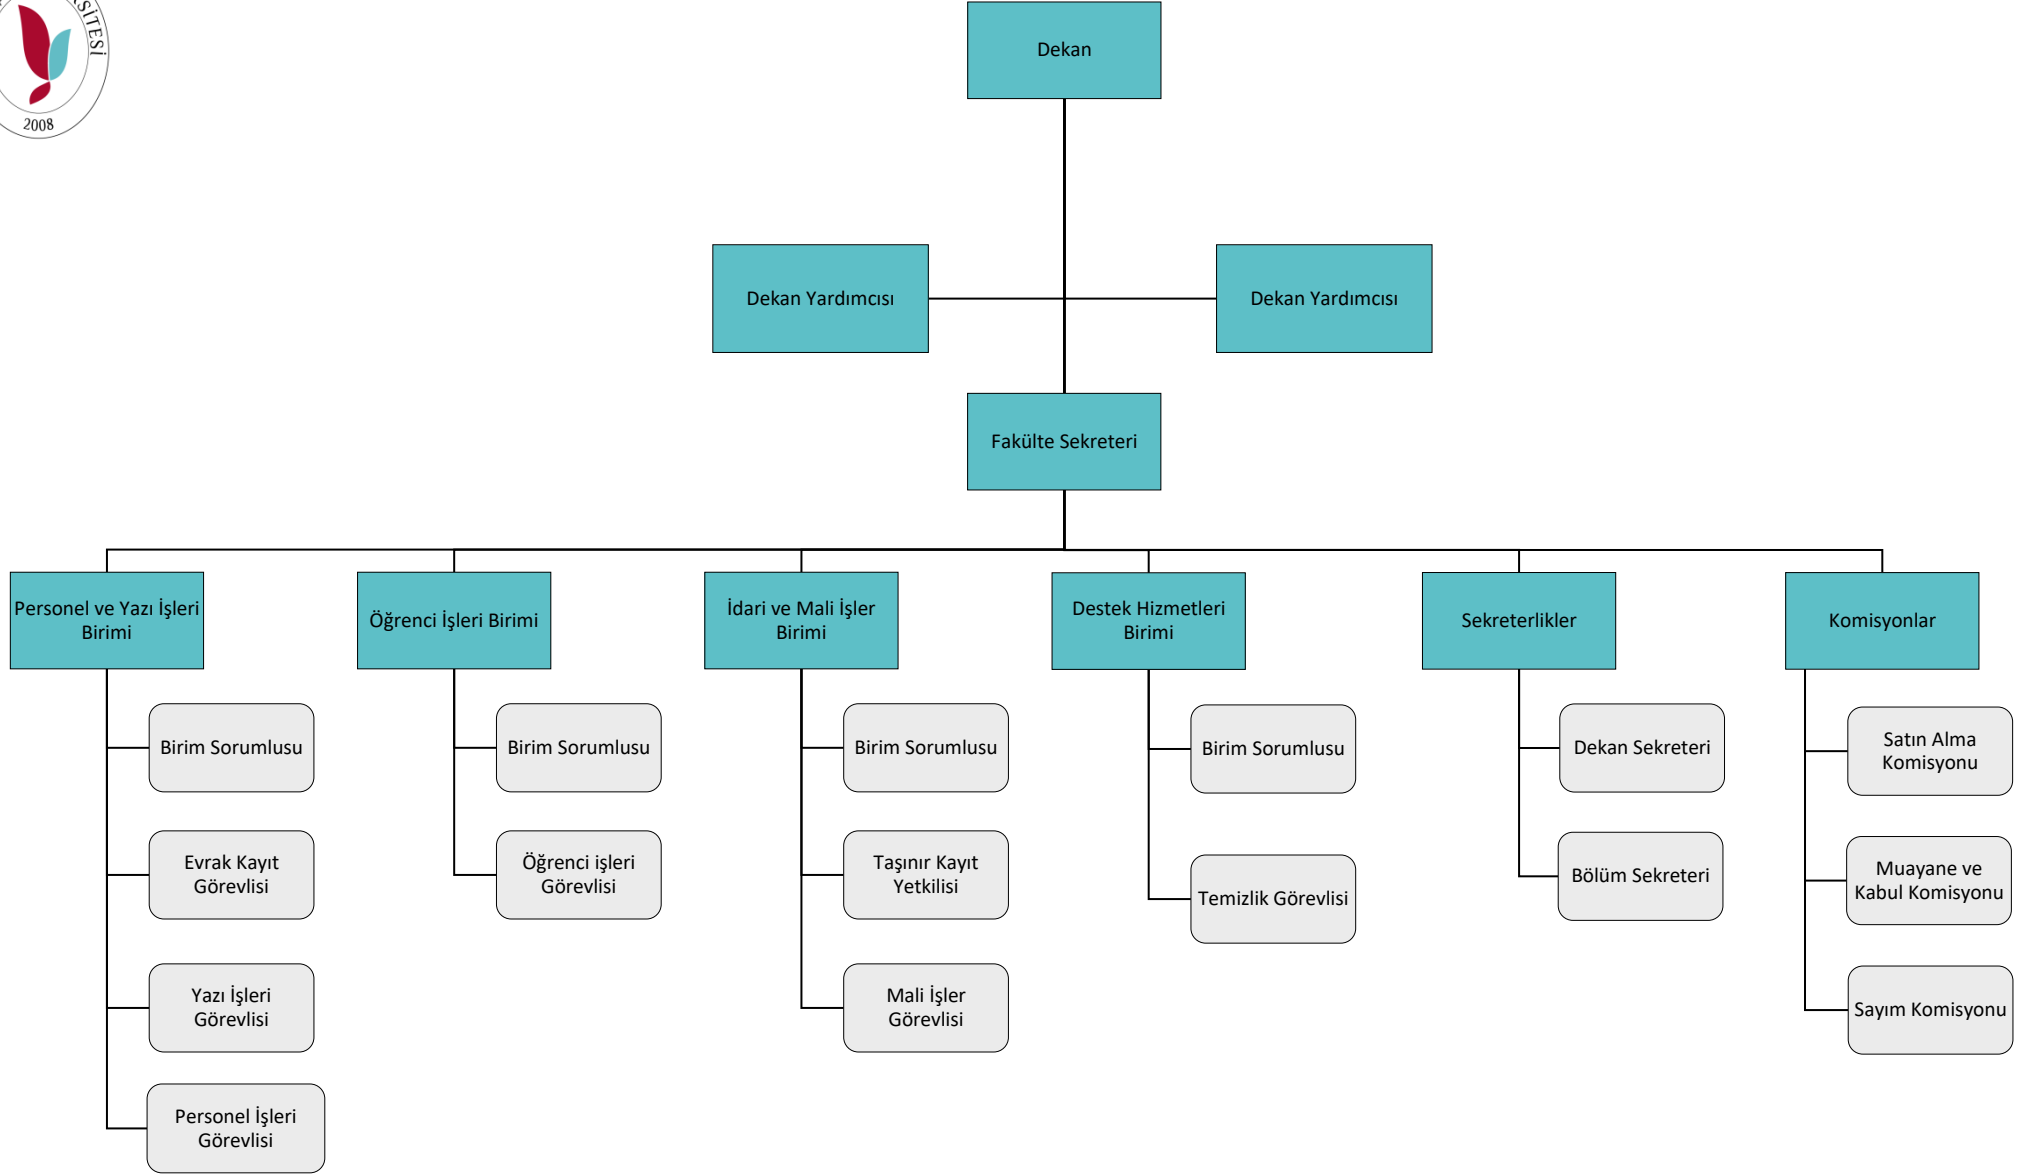 2008
Dekan
Dekan Yardımcısı
Dekan Yardımcısı
Fakülte Sekreteri
Personel ve Yazı İşleri
Birimi
Öğrenci İşleri Birimi
İdari ve Mali İşler
Birimi
Destek Hizmetleri
Birimi
Sekreterlikler
Komisyonlar
Birim Sorumlusu
Evrak Kayıt
Görevlisi
Yazı İşleri
Görevlisi
Personel İşleri
Görevlisi
Birim Sorumlusu
Öğrenci işleri
Görevlisi
Birim Sorumlusu
Taşınır Kayıt
Yetkilisi
Mali İşler
Görevlisi
Birim Sorumlusu
Temizlik Görevlisi
Dekan Sekreteri
Bölüm Sekreteri
Satın Alma
Komisyonu
Muayane ve
Kabul Komisyonu
Sayım Komisyonu